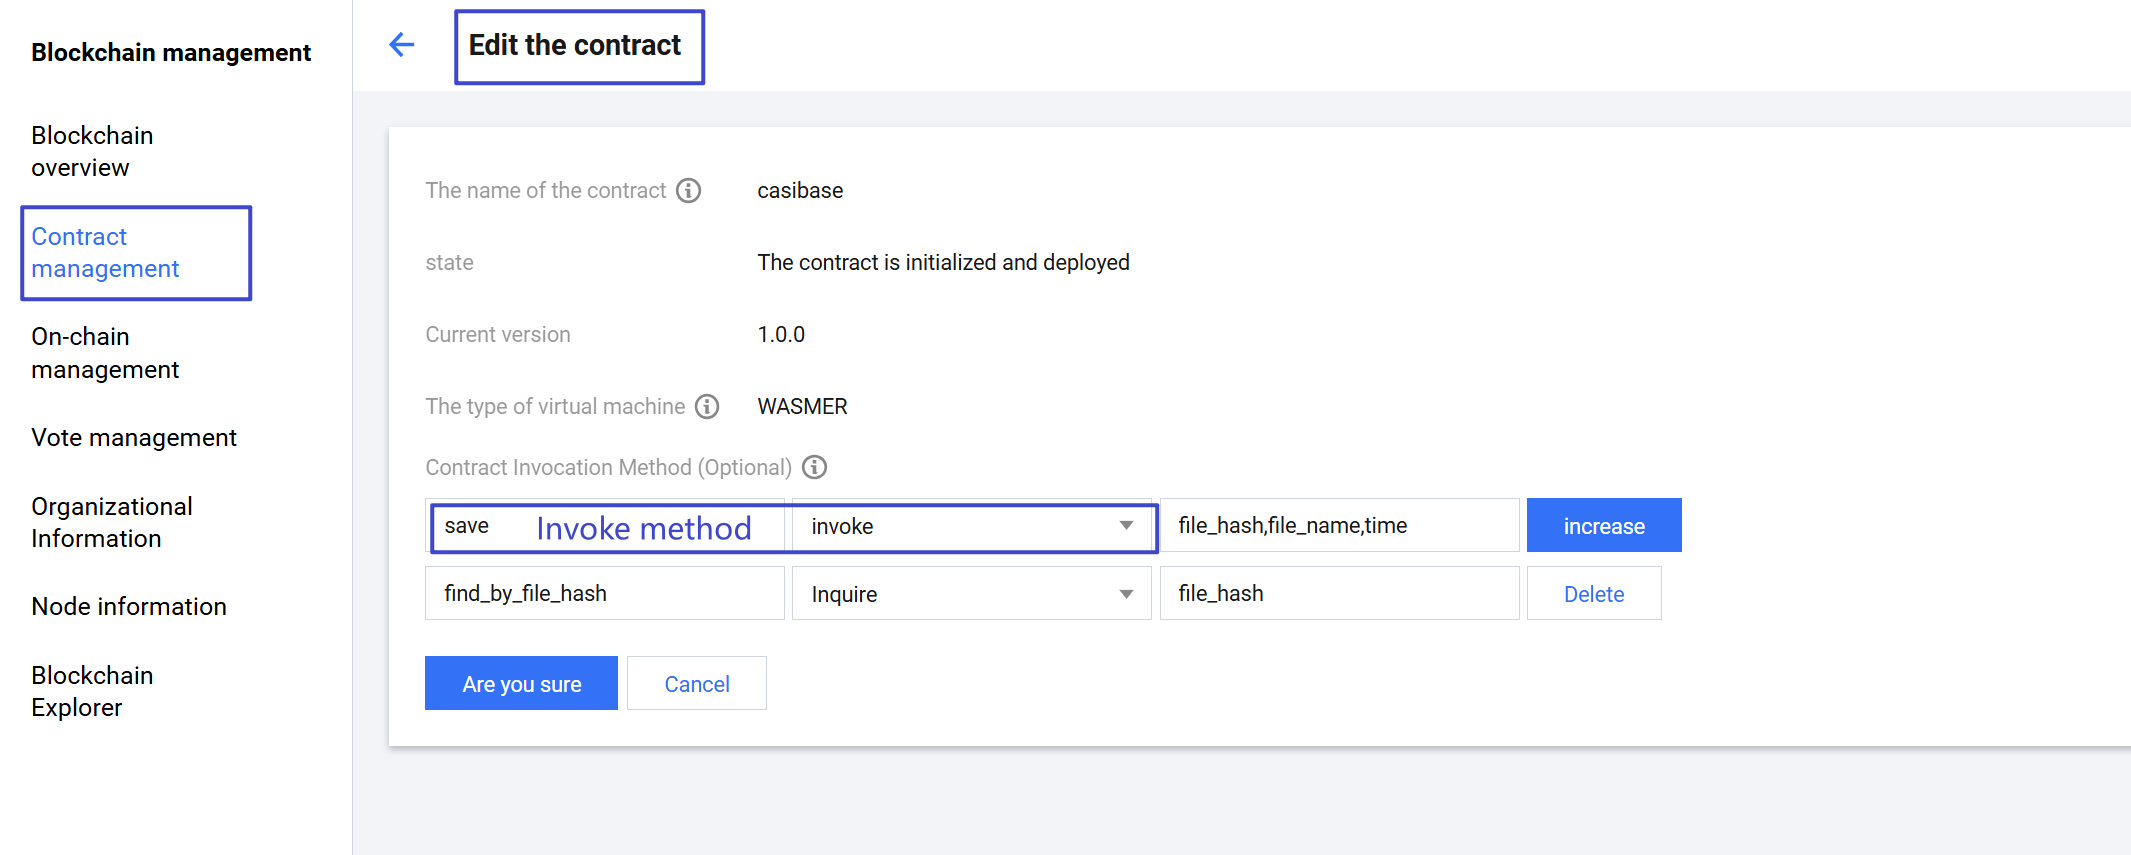 Blockchain management
Blockchain
overview
Contract
management
On-chain
management
Vote management
Organizational
Information
Node information
Blockchain
Explorer
Edit the contract
The name of the contract casibase
state The contract is initialized and deployed
Current version 1.0.0
The type of virtual machine WASMER
Contract Invocation Method (Optional)
save Invoke method invoke file_hash,file_name,time increase
find_by_file_hash Inquire file_hash Delete
Are you sure Cancel